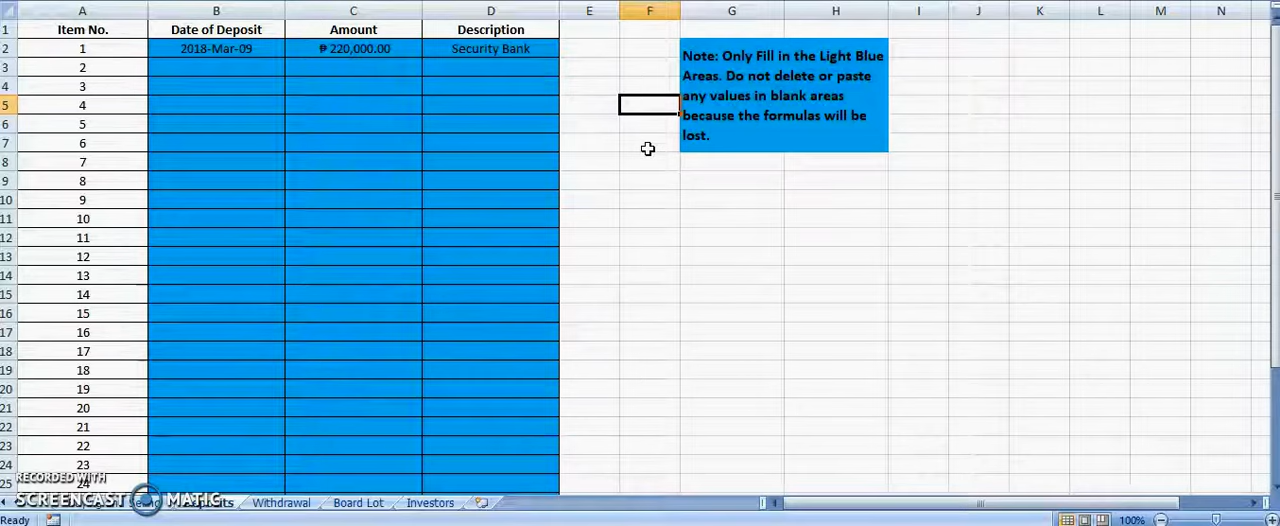 A B C D E F G H I J K L M N
1 Item No. Date of Deposit Amount Description
2 1 2018-Mar-09 ₱ 220,000.00 Security Bank
3 2
4 3
5 4
6 5
7 6
8 7
9 8
10 9
11 10
12 11
13 12
14 13
15 14
16 15
17 16
18 17
19 18
20 19
21 20
22 21
23 22
24 23
25 24
Note: Only Fill in the Light Blue
Areas. Do not delete or paste
any values in blank areas
because the formulas will be
lost.
RECORDED WITH
SCREENCAST MATIC
Withdrawal Board Lot Investors
Ready 100%